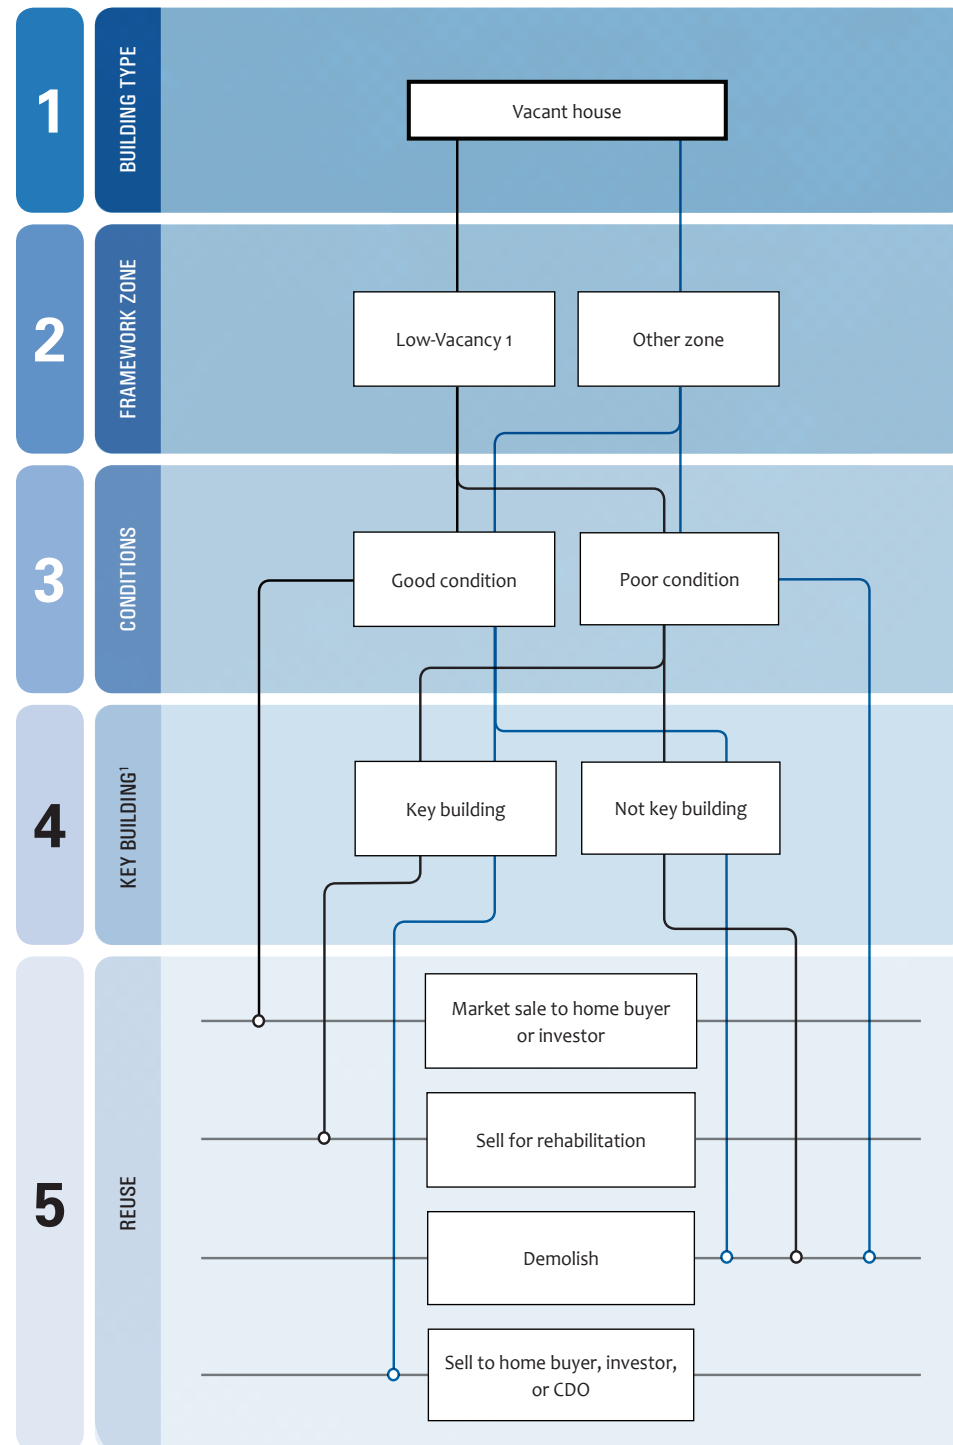 1
BUILDING TYPE
Vacant house
2
FRAMEWORK ZONE
Low-Vacancy 1
Other zone
3
CONDITIONS
Good condition
Poor condition
4
KEY BUILDING¹
Key building
Not key building
5
REUSE
Market sale to home buyer
or investor
Sell for rehabilitation
Demolish
Sell to home buyer, investor,
or CDO